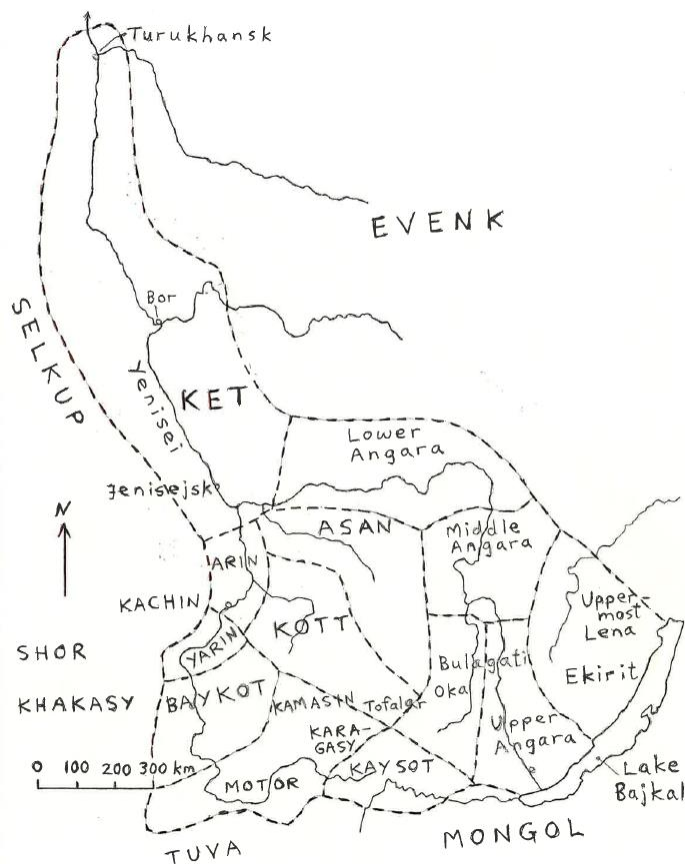 Turukhansk
EVENK
Bor
SELKUP
Yenisei
KET
Lower
Angara
Jenisejsk
N
ASAN
Middle
Angara
ARIN
KACHIN
Upper-
most
Lena
KOTT
SHOR
YARIN
Bulagati
Ekirit
KHAKASY
BAYKOT
KAMASYN
Tofalar
Oka
KARA-
GASY
Upper
Angara
0 100 200 300 km
MOTOR
KAYSOT
Lake
Bajkal
MONGOL
TUVA